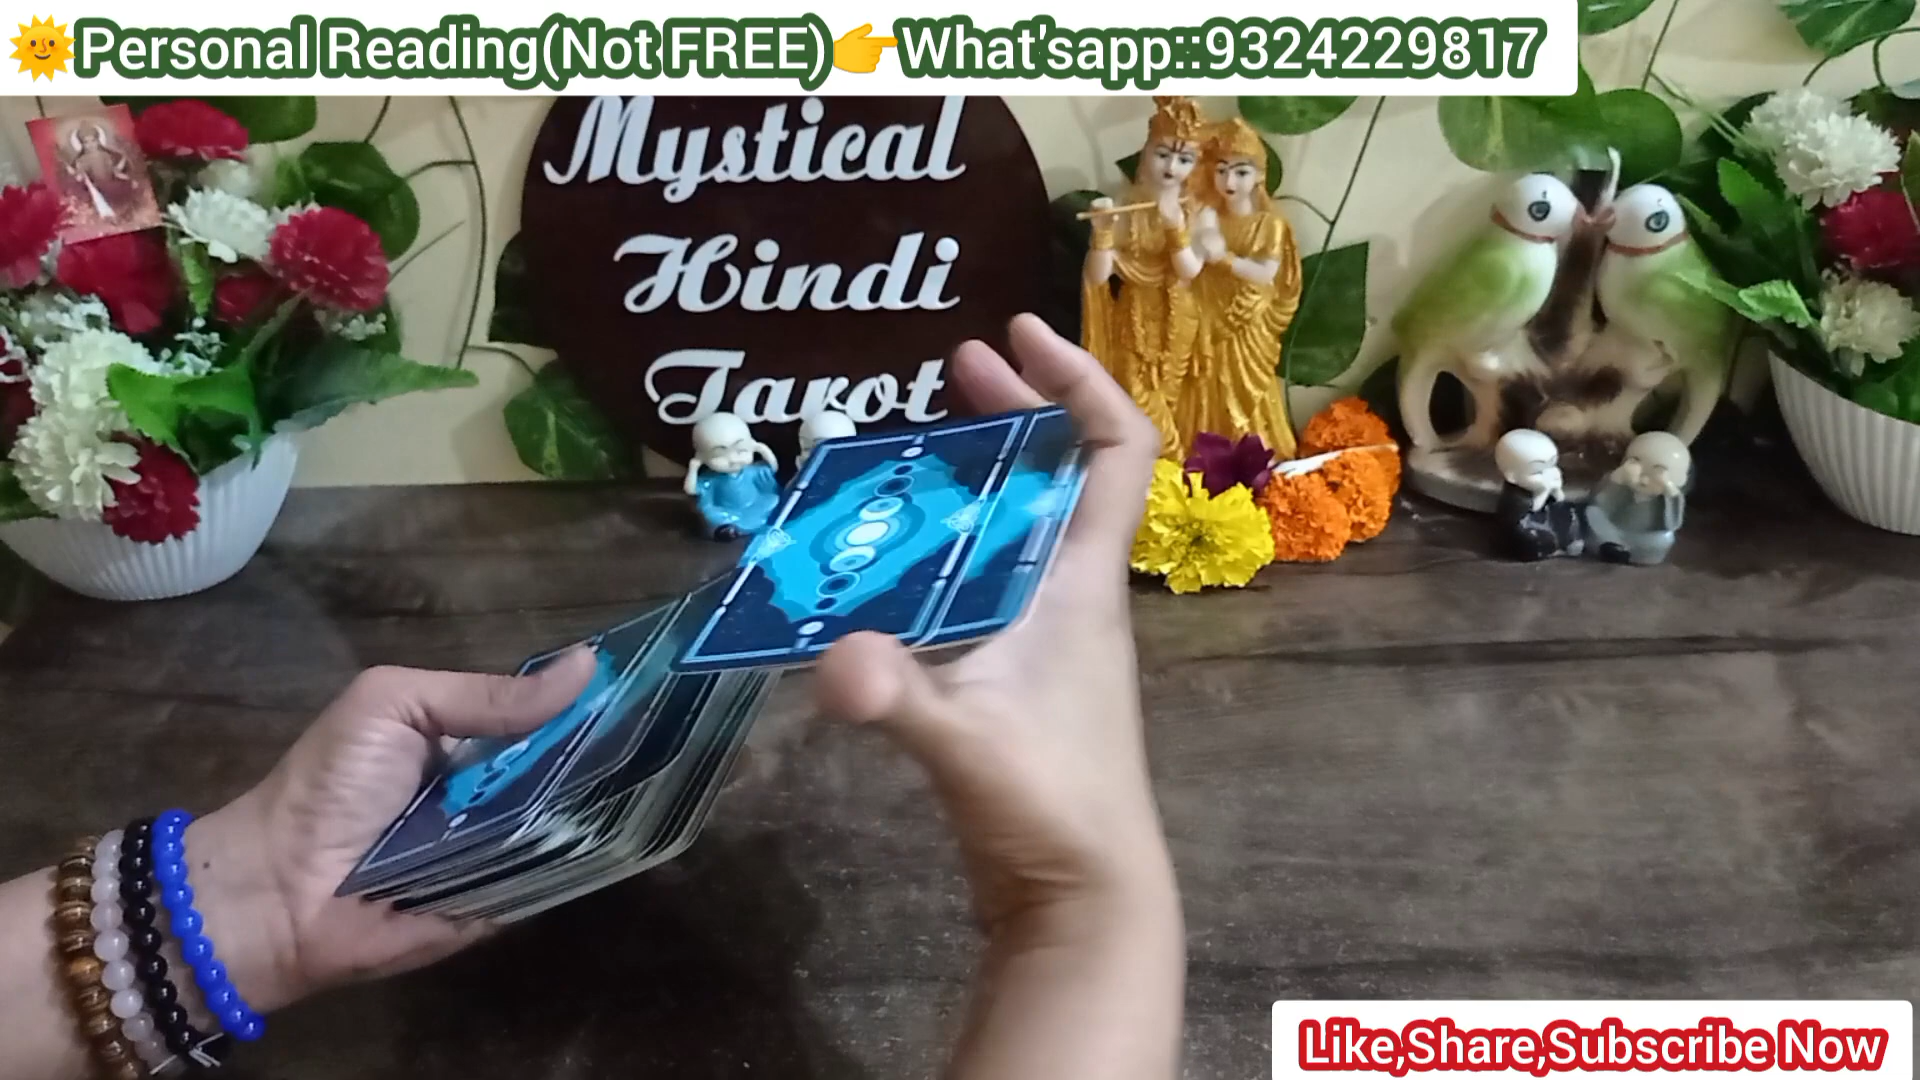 🌞Personal Reading(Not FREE)👉What'sapp::9324229817
Mystical
Hindi
Tarot
Like,Share,Subscribe Now